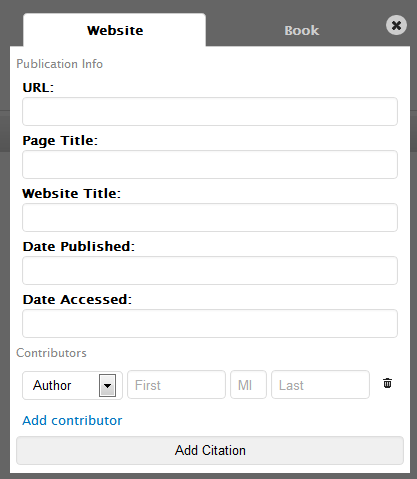 Website Book
Publication Info
URL:
Page Title:
Website Title:
Date Published:
Date Accessed:
Contributors
Author First MI Last
Add contributor
Add Citation